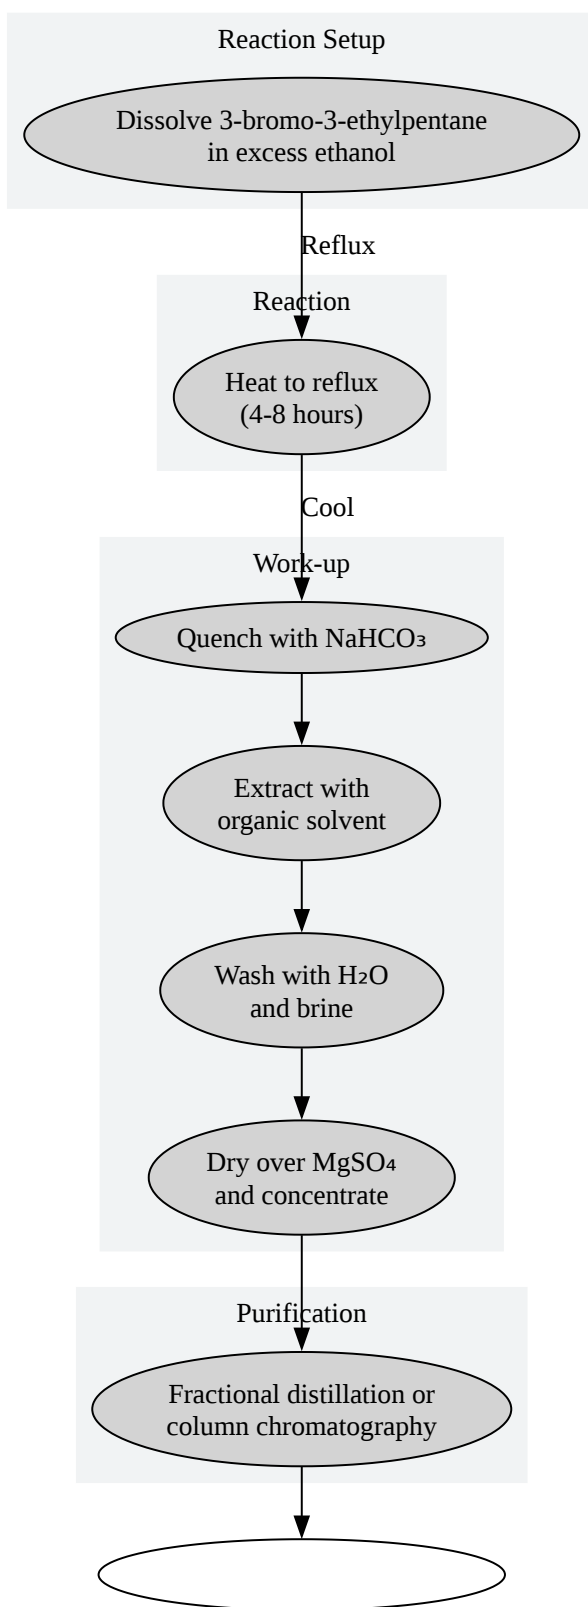 Reaction Setup
Dissolve 3-bromo-3-ethylpentane
in excess ethanol
Reflux
Reaction
Heat to reflux
(4-8 hours)
Cool
Work-up
Quench with NaHCO₃
Extract with
organic solvent
Wash with H₂O
and brine
Dry over MgSO₄
and concentrate
Purification
Fractional distillation or
column chromatography